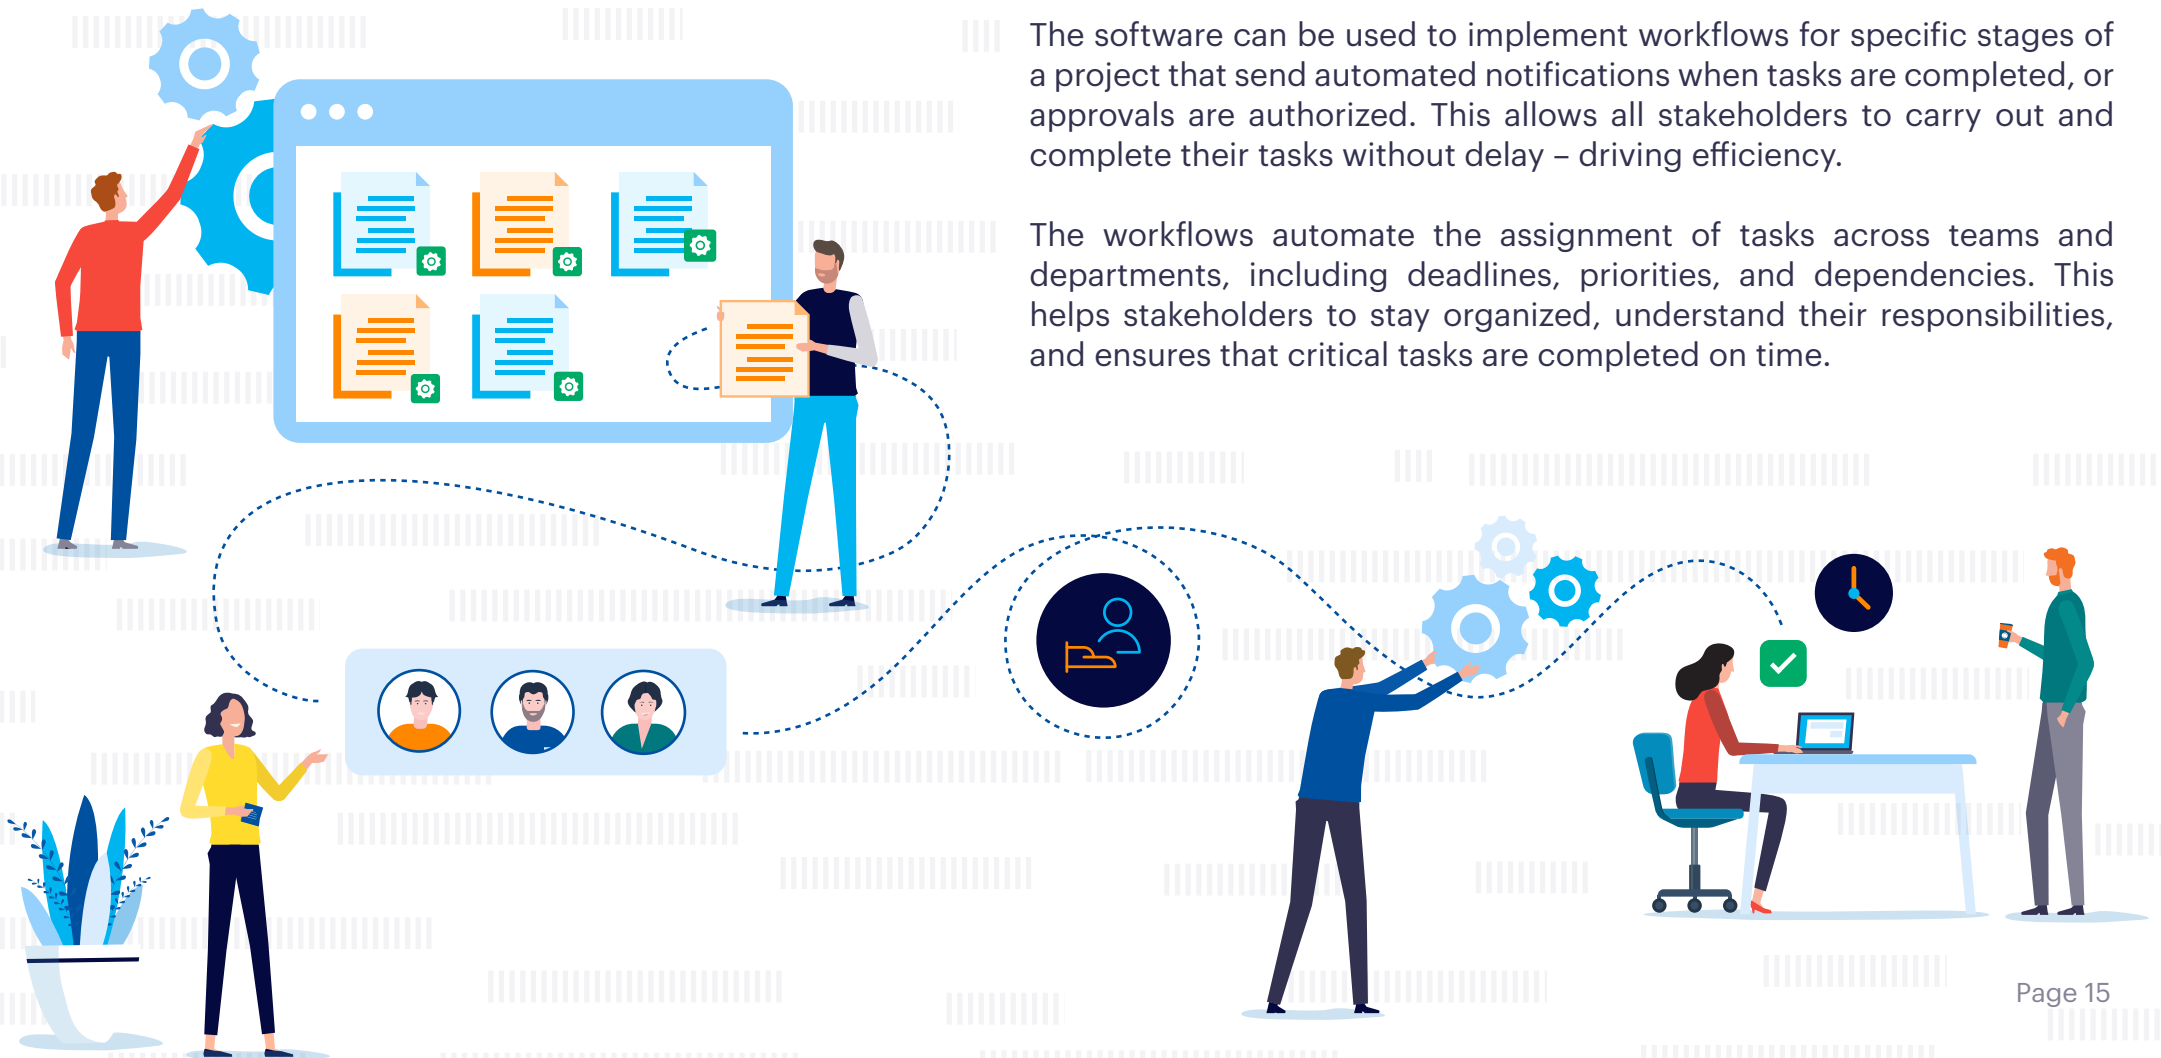 The software can be used to implement workflows for specific stages of
a project that send automated notifications when tasks are completed, or
approvals are authorized. This allows all stakeholders to carry out and
complete their tasks without delay – driving efficiency.
The workflows automate the assignment of tasks across teams and
departments, including deadlines, priorities, and dependencies. This
helps stakeholders to stay organized, understand their responsibilities,
and ensures that critical tasks are completed on time.
Page 15